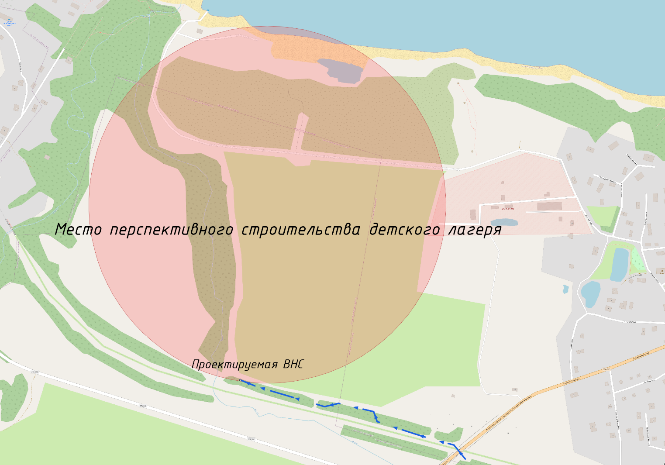 Место перспективного строительства детского лагеря
Проектируемая ВНС